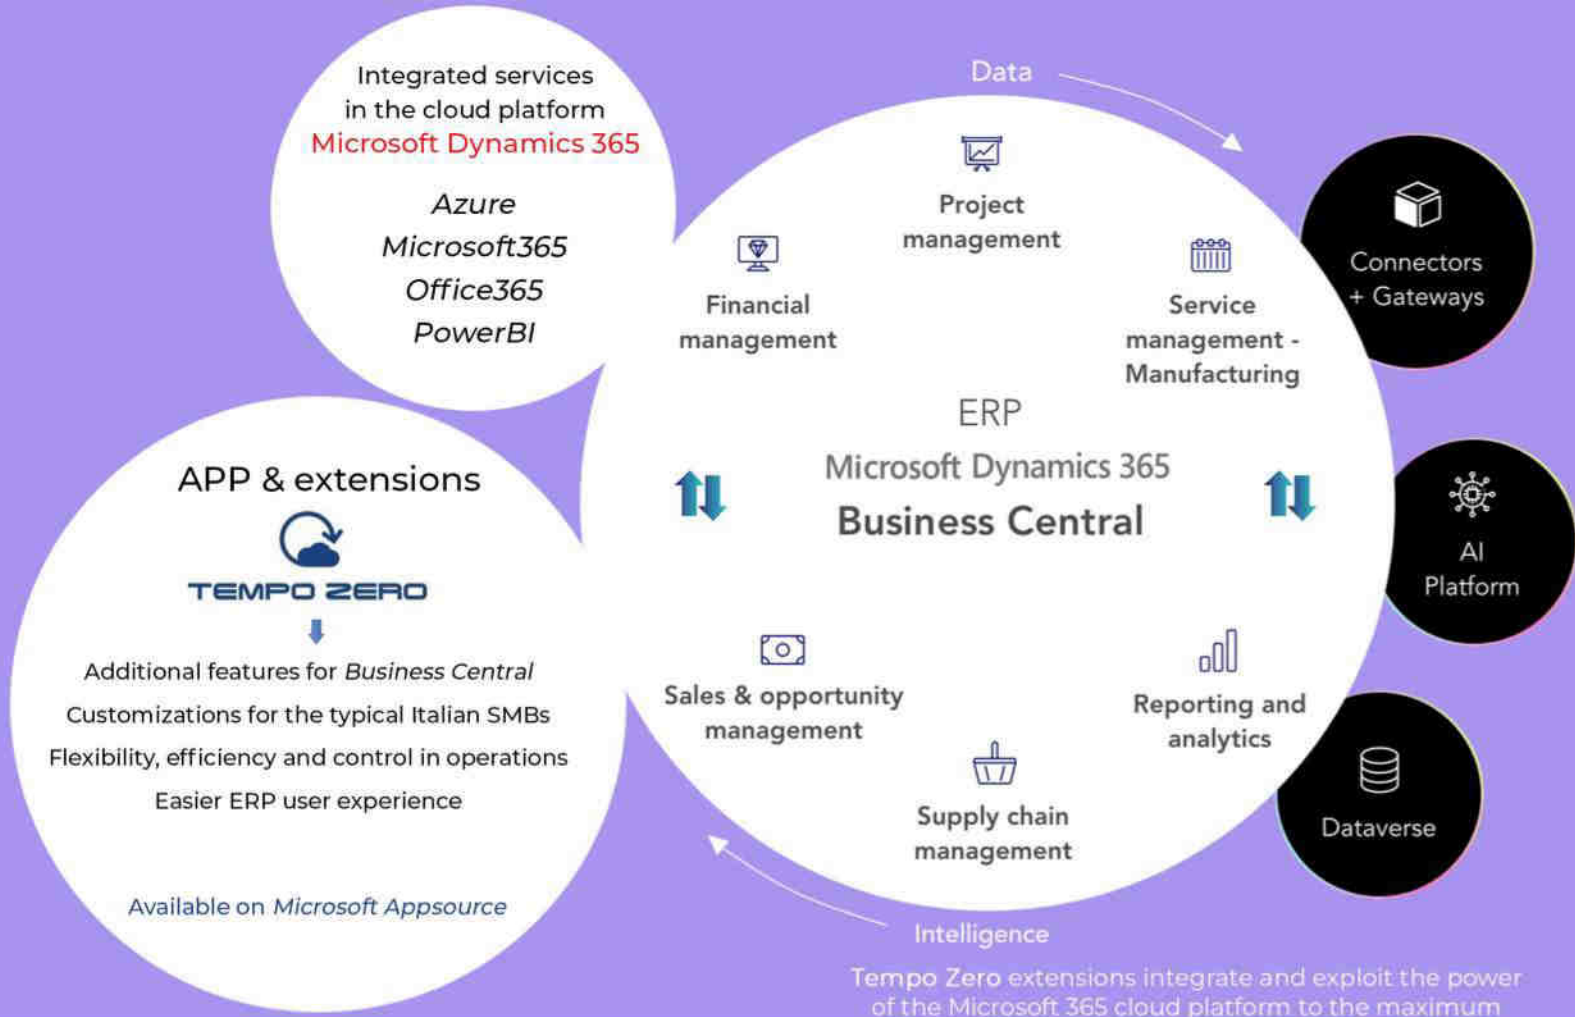 Integrated services
in the cloud platform
Microsoft Dynamics 365
Azure
Microsoft365
Office365
PowerBI
APP & extensions
TEMPO ZERO
Additional features for Business Central
Customizations for the typical Italian SMBs
Flexibility, efficiency and control in operations
Easier ERP user experience
Available on Microsoft Appsource
Data
Project
management
Financial
management
Service
management -
Manufacturing
ERP
Microsoft Dynamics 365
Business Central
Sales & opportunity
management
Reporting and
analytics
Supply chain
management
Intelligence
Connectors
+ Gateways
AI
Platform
Dataverse
Tempo Zero extensions integrate and exploit the power
of the Microsoft 365 cloud platform to the maximum